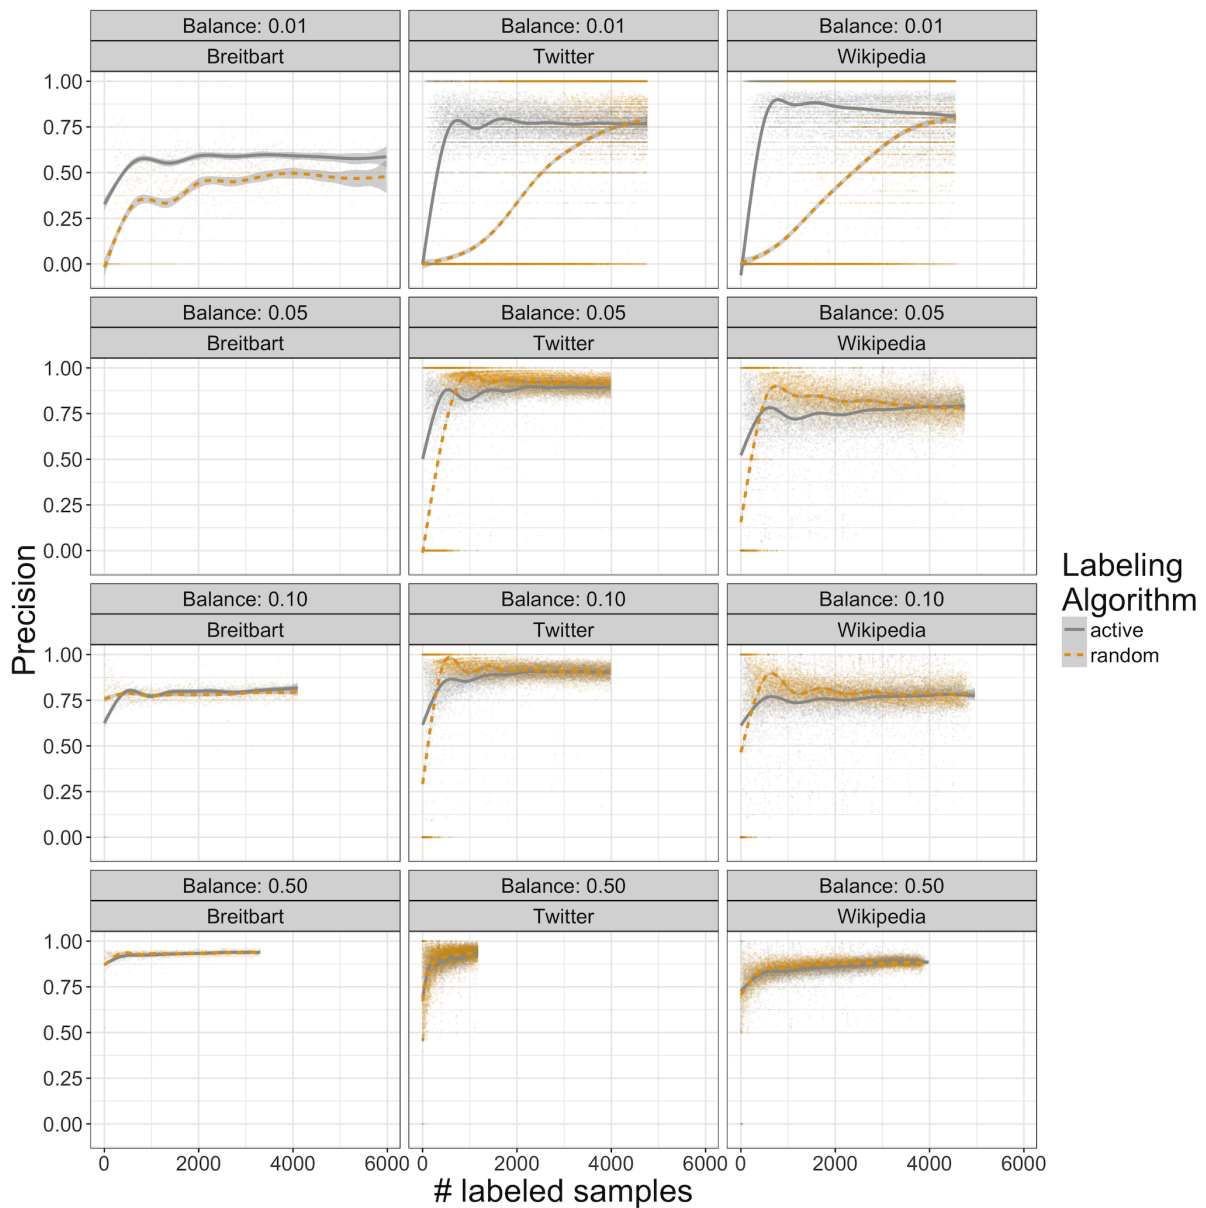 Balance: 0.01 Balance: 0.01 Balance: 0.01
Breitbart Twitter Wikipedia
1.00
0.75
0.50
0.25
0.00
Balance: 0.05 Balance: 0.05 Balance: 0.05
Breitbart Twitter Wikipedia
1.00
0.75
0.50
0.25
0.00
Balance: 0.10 Balance: 0.10 Balance: 0.10
Breitbart Twitter Wikipedia
1.00
0.75
0.50
0.25
0.00
Balance: 0.50 Balance: 0.50 Balance: 0.50
Breitbart Twitter Wikipedia
1.00
0.75
0.50
0.25
0.00
0 2000 4000 6000 0 2000 4000 6000 0 2000 4000 6000
# labeled samples
Precision
Labeling
Algorithm
active
random